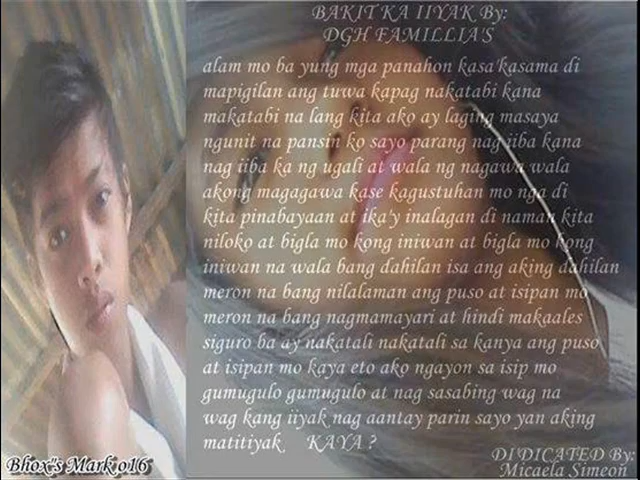 BAKIT KA IIYAK By:
DGH FAMILLIA'S
alam mo ba yung mga panahon kasa kasama di
mapigilan ang tuwa kapag nakatabi kana
makatabi na lang kita ako ay laging masaya
ngunit na pansin ko sayo parang nag iiba kana
nag iiba ka ng ugali at wala ng nagawa wala
akong magagawa kase kagustuhan mo nga di
kita pinabayaan at ika'y inalagan di naman kita
niloko at bigla mo kong iniwan at bigla mo kong
iniwan na wala bang dahilan isa ang aking dahilan
meron na bang nilalaman ang puso at isipan mo
meron na bang nagmamayari at hindi makaales
siguro ba ay nakatali nakatali sa kanya ang puso
at isipan mo kaya eto ako ngayon sa isip mo
gumugulo gumugulo at nag sasabing wag na
wag kang iiyak nag aantay parin sayo yan aking
matitiyak KAYA ?
DIDICATED By:
Micaela Simeon
Bhox"s Mark o16